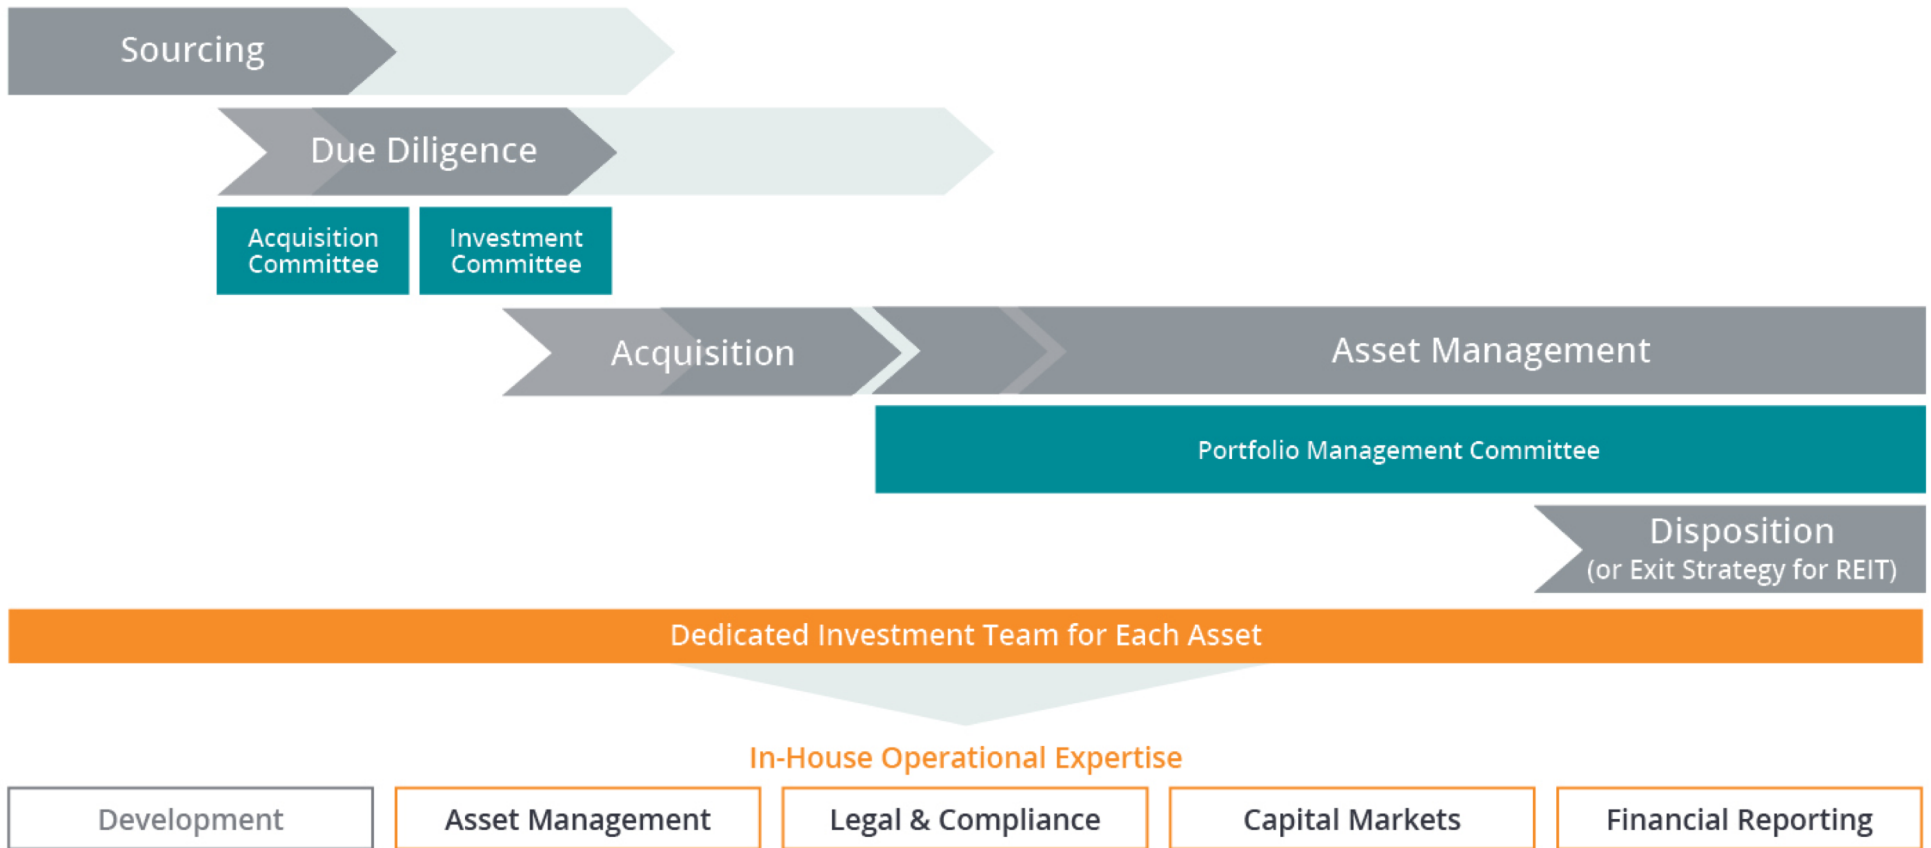 Sourcing
Due Diligence
Acquisition
Committee
Investment
Committee
Acquisition
Asset Management
Portfolio Management Committee
Disposition
(or Exit Strategy for REIT)
Dedicated Investment Team for Each Asset
In-House Operational Expertise
Development
Asset Management
Legal & Compliance
Capital Markets
Financial Reporting